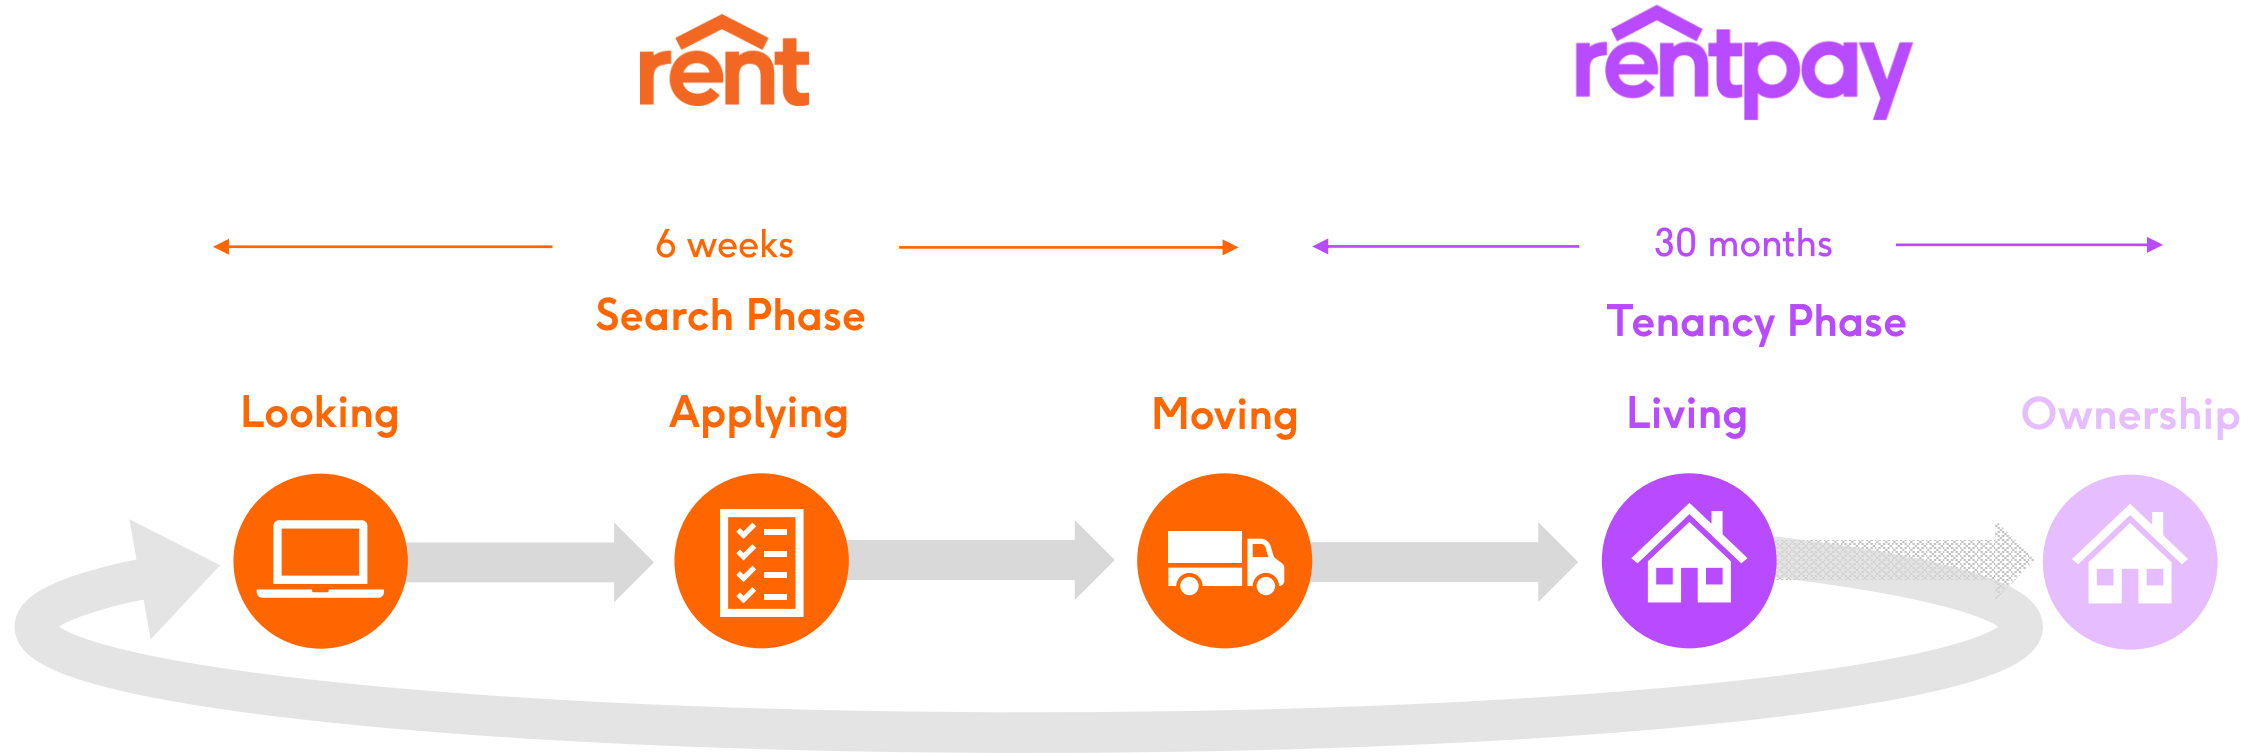 rent
rentpay
6 weeks
30 months
Search Phase
Tenancy Phase
Looking
Applying
Moving
Living
Ownership